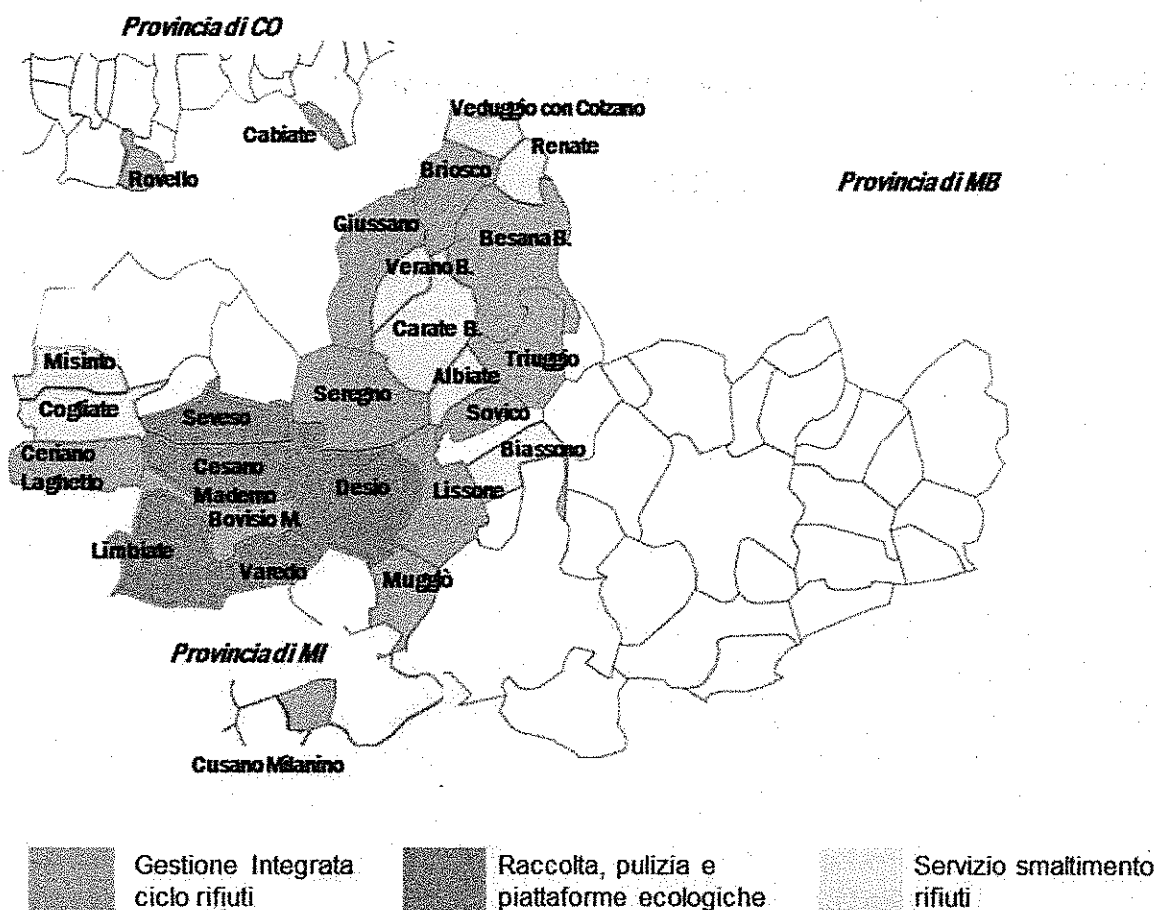 Provincia di CO
Veduggio con Colzano
Cabiate
Renate
Rovello
Briosco
Provincia di MB
Giussano
Besana B.
Verano B.
Carate B.
Misinto
Triuggio
Albiate
Seregno
Cogliate
Seveso
Sovico
Biassono
Ceriano
Laghetto
Cesano
Maderno
Desio
Lissone
Bovisio M.
Limbiate
Varedo
Muggiò
Provincia di MI
Cusano Milanino
Gestione Integrata
ciclo rifiuti
Raccolta, pulizia e
piattaforme ecologiche
Servizio smaltimento
rifiuti